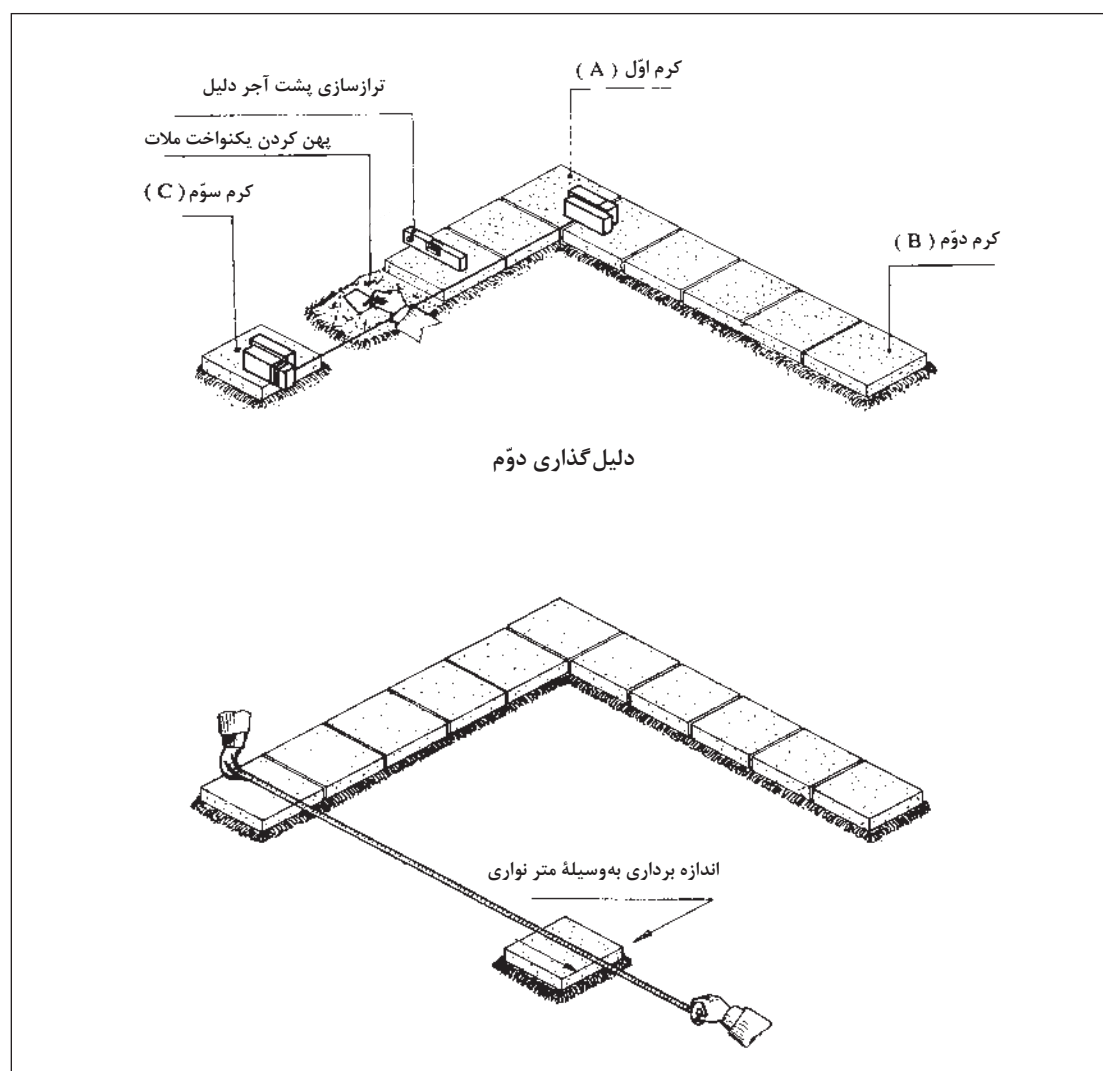 کرم اوّل ( A )
ترازسازی پشت آجر دلیل
پهن کردن یکنواخت ملات
کرم سوّم ( C )
کرم دوّم ( B )
دلیل‌گذاری دوّم
اندازه برداری به‌وسیلهٔ متر نواری